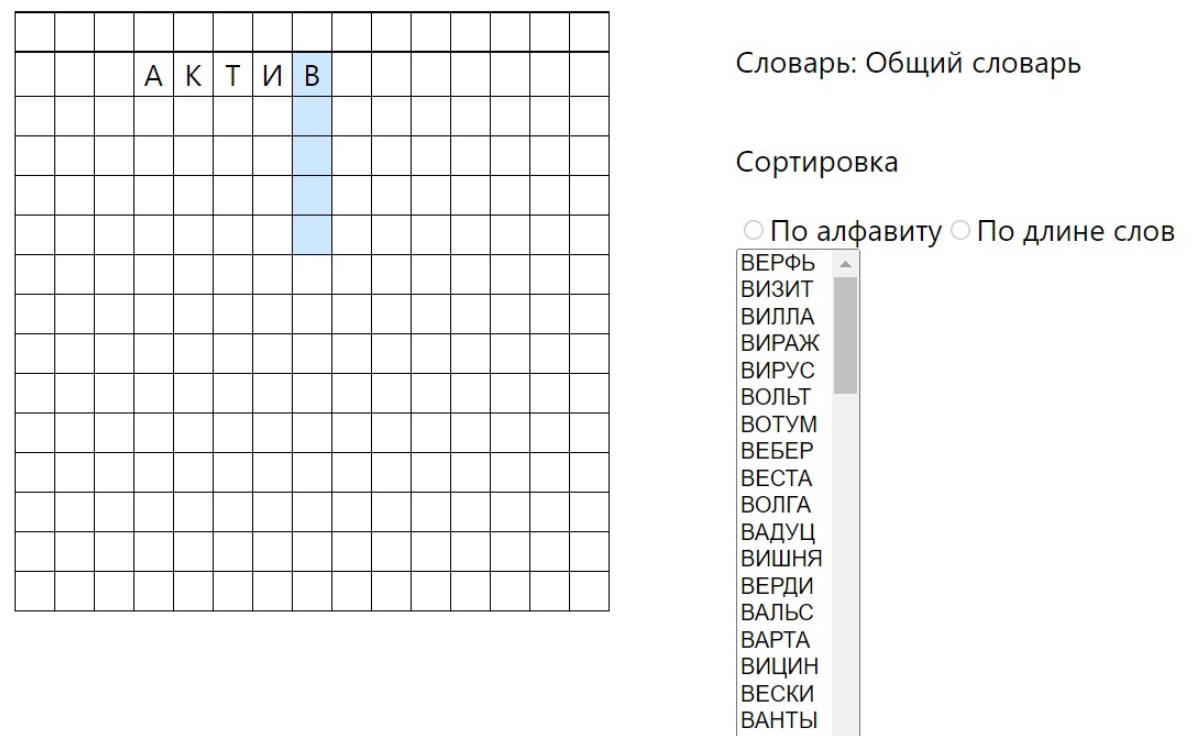 АКТИВ
Словарь: Общий словарь
Сортировка
По алфавиту По длине слов
ВЕРФЬ
ВИЗИТ
ВИЛЛА
ВИРАЖ
ВИРУС
ВОЛЬТ
ВОТУМ
ВЕБЕР
ВЕСТА
ВОЛГА
ВАДУЦ
ВИШНЯ
ВЕРДИ
ВАЛЬС
ВАРТА
ВИЦИН
ВЕСКИ
ВАНТЫ